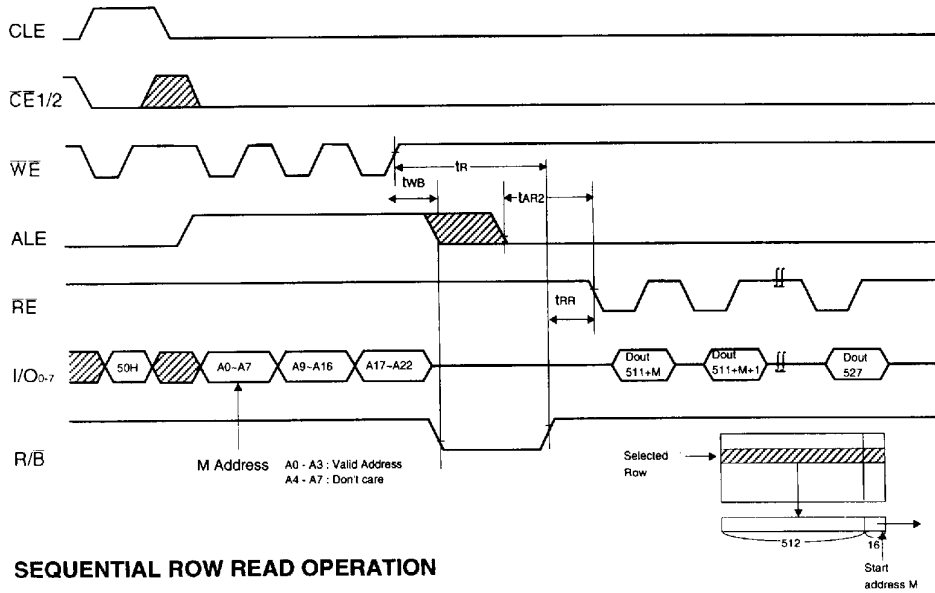 CLE
CE1/2
WE
tR
tWB
tAR2
ALE
RE
tRR
I/O0-7
50H
A0~A7
A9~A16
A17~A22
Dout
511+M
Dout
511+M+1
Dout
527
R/B
M Address
A0 - A3 : Valid Address
A4 - A7 : Don't care
Selected
Row
512
16
Start
address M
SEQUENTIAL ROW READ OPERATION